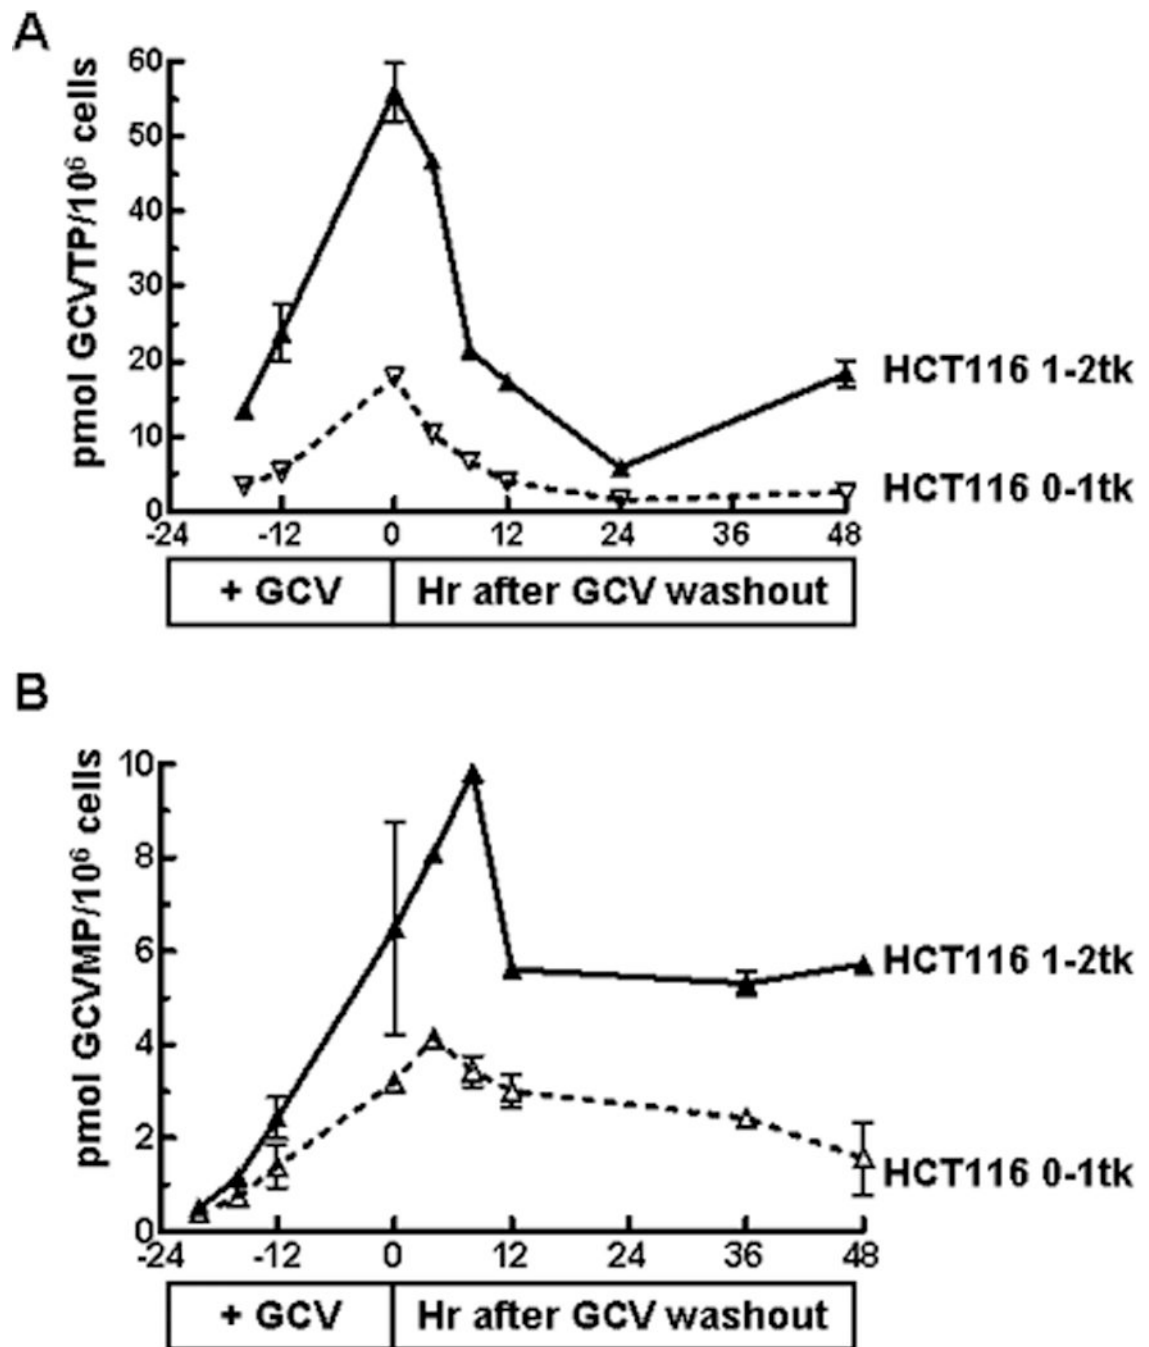 A
pmol GCVTP/10⁶ cells
60
50
40
30
20
10
0
HCT116 1-2tk
HCT116 0-1tk
-24 -12 0 12 24 36 48
+ GCV Hr after GCV washout
B
pmol GCVMP/10⁶ cells
10
8
6
4
2
0
HCT116 1-2tk
HCT116 0-1tk
-24 -12 0 12 24 36 48
+ GCV Hr after GCV washout